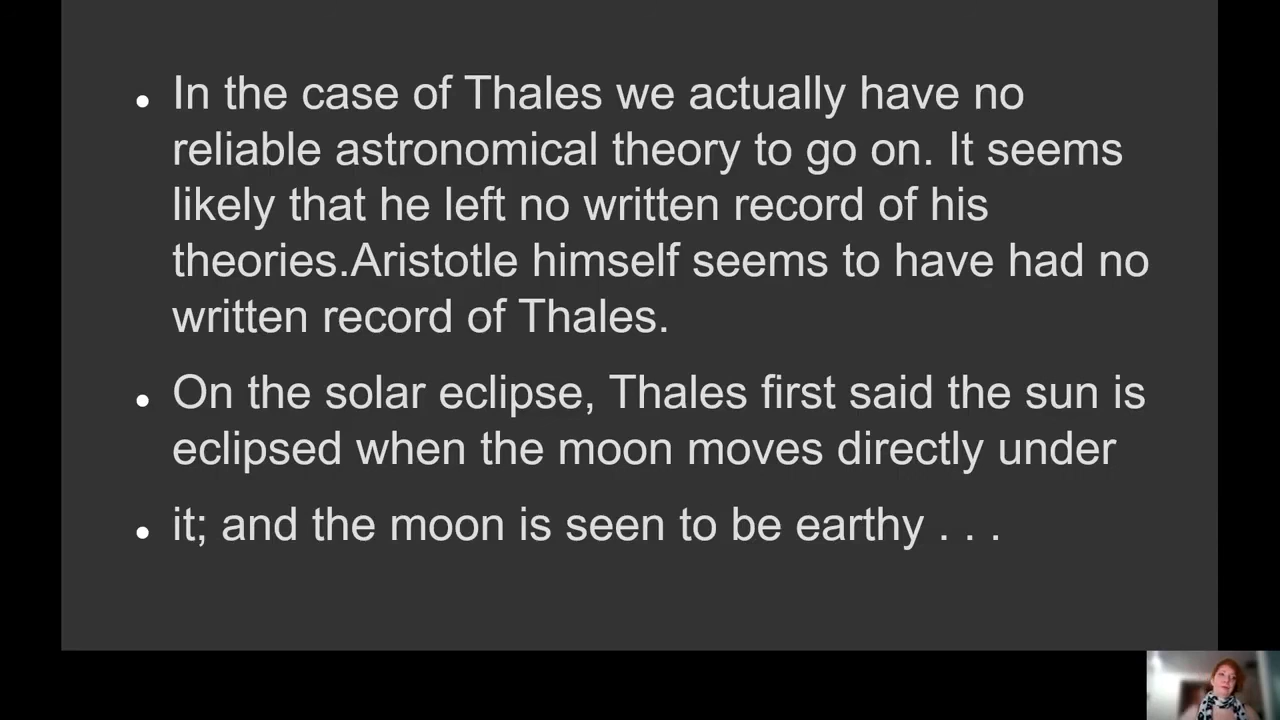 • In the case of Thales we actually have no
reliable astronomical theory to go on. It seems
likely that he left no written record of his
theories.Aristotle himself seems to have had no
written record of Thales.
• On the solar eclipse, Thales first said the sun is
eclipsed when the moon moves directly under
• it; and the moon is seen to be earthy . . .